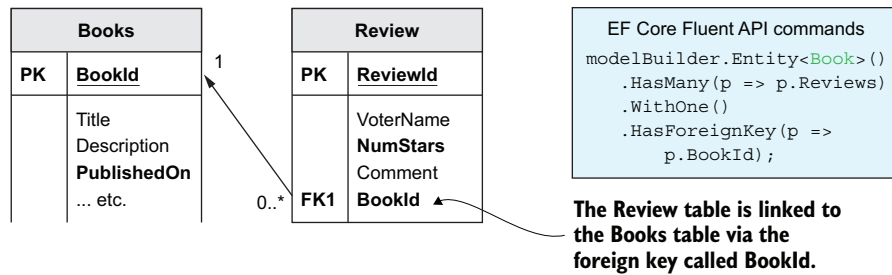 Books
PK BookId
Title
Description
PublishedOn
... etc.
1
0..*
Review
PK ReviewId
VoterName
NumStars
Comment
FK1 BookId
EF Core Fluent API commands
modelBuilder.Entity<Book>()
.HasMany(p => p.Reviews)
.WithOne()
.HasForeignKey(p =>
p.BookId);
The Review table is linked to
the Books table via the
foreign key called BookId.